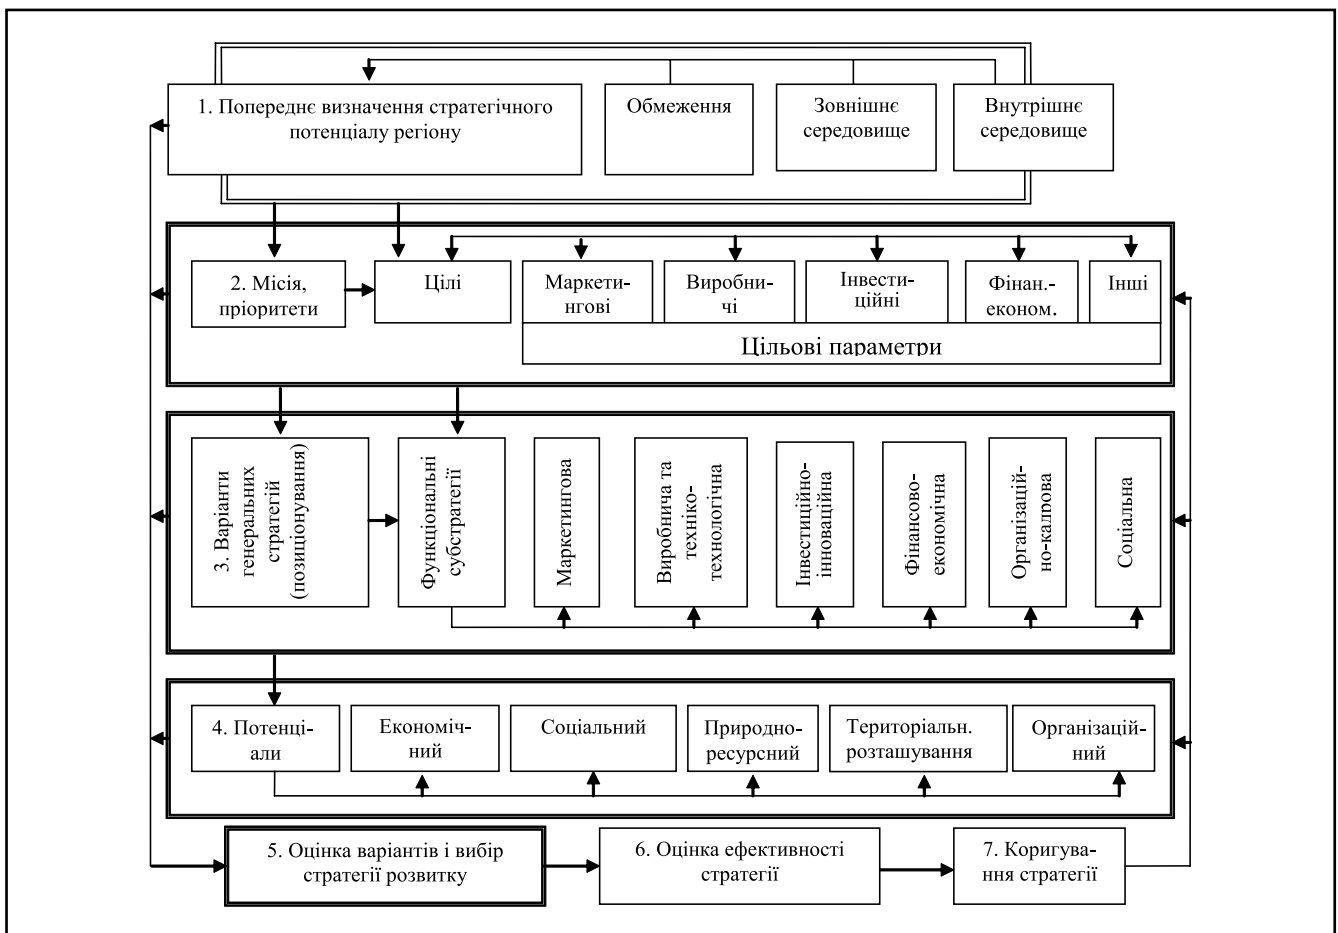 1. Попереднє визначення стратегічного
потенціалу регіону
Обмеження
Зовнішнє
середовище
Внутрішнє
середовище
2. Місія,
пріоритети
Цілі
Маркети-
нгові
Виробни-
чі
Інвести-
ційні
Фінан.-
економ.
Інші
Цільові параметри
3. Варіанти
генеральних
стратегій
(позиціонування)
Функціональні
субстратегії
Маркетингова
Виробнича та
техніко-
технологічна
Інвестиційно-
інноваційна
Фінансово-
економічна
Організацій-
но-кадрова
Соціальна
4. Потенці-
али
Економіч-
ний
Соціальний
Природно-
ресурсний
Територіальн.
розташування
Організацій-
ний
5. Оцінка варіантів і вибір
стратегії розвитку
6. Оцінка ефективності
стратегії
7. Коригува-
ння стратегії